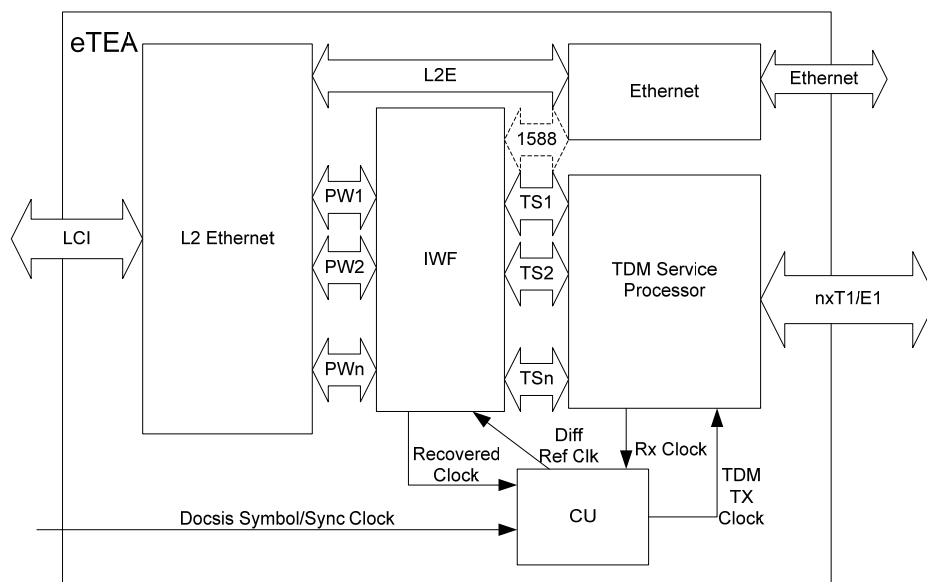 eTEA
L2E
Ethernet
Ethernet
1588
PW1
TS1
LCI
L2 Ethernet
IWF
PW2
TS2
TDM Service
Processor
nxT1/E1
PWn
TSn
Recovered
Clock
Diff
Ref Clk
Rx Clock
TDM
TX
Clock
Docsis Symbol/Sync Clock
CU